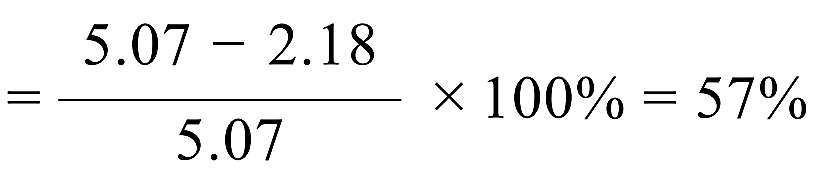 = 5.07 − 2.18 / 5.07 × 100% = 57%